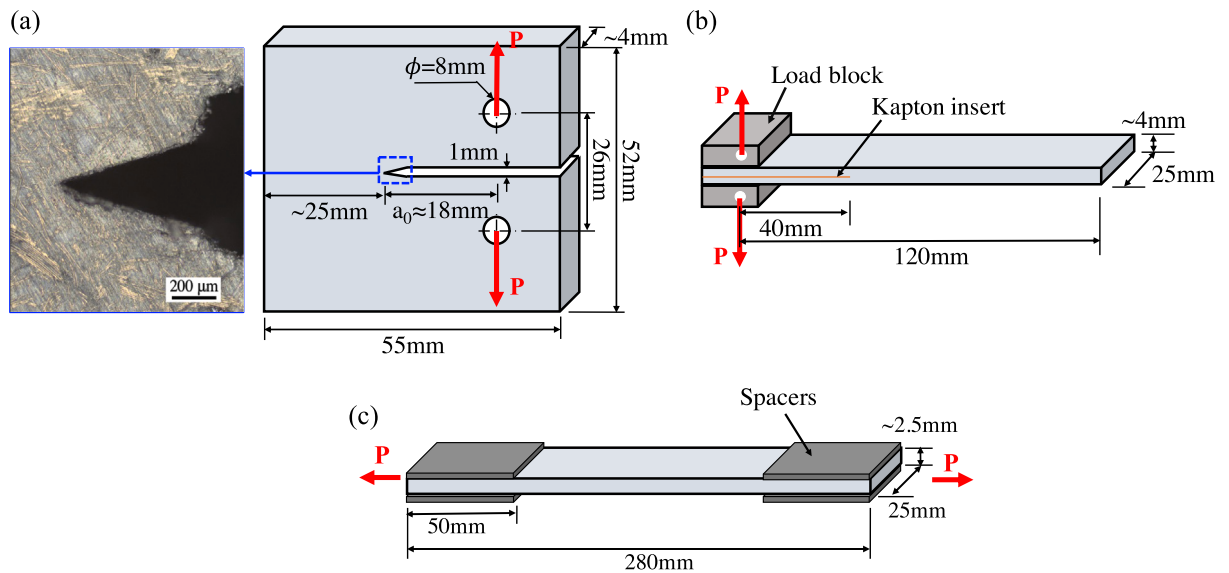 (a)
P
~4mm
ϕ=8mm
1mm
26mm
52mm
~25mm
a₀≈18mm
P
200 µm
55mm
(b)
Load block
P
Kapton insert
~4mm
25mm
40mm
P
120mm
(c)
Spacers
~2.5mm
P
P
50mm
25mm
280mm